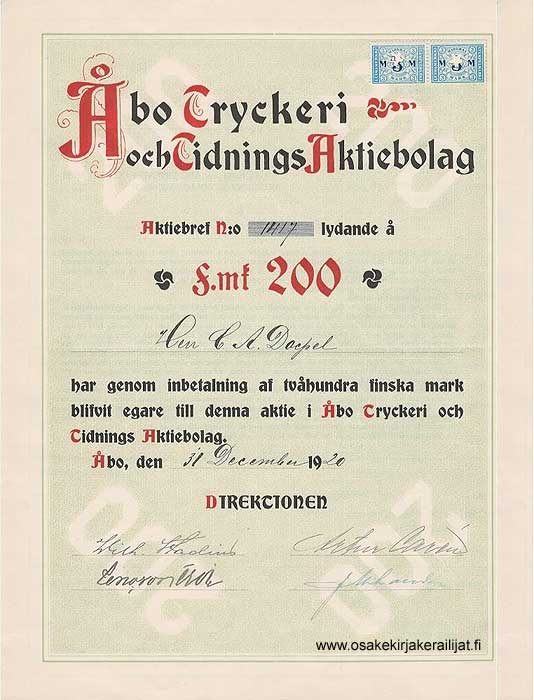 M 5 M M 5 M
Åbo Tryckeri
och Tidnings Aktiebolag
Aktiebref N:o 1417 lydande å
F.mk 200
Herr C A. Doepel
har genom inbetalning af tvåhundra finska mark
blifvit egare till denna aktie i Åbo Tryckeri och
Tidnings Aktiebolag.
Åbo, den 31 December 1920
DIREKTIONEN
www.osakekirjakerailijat.fi